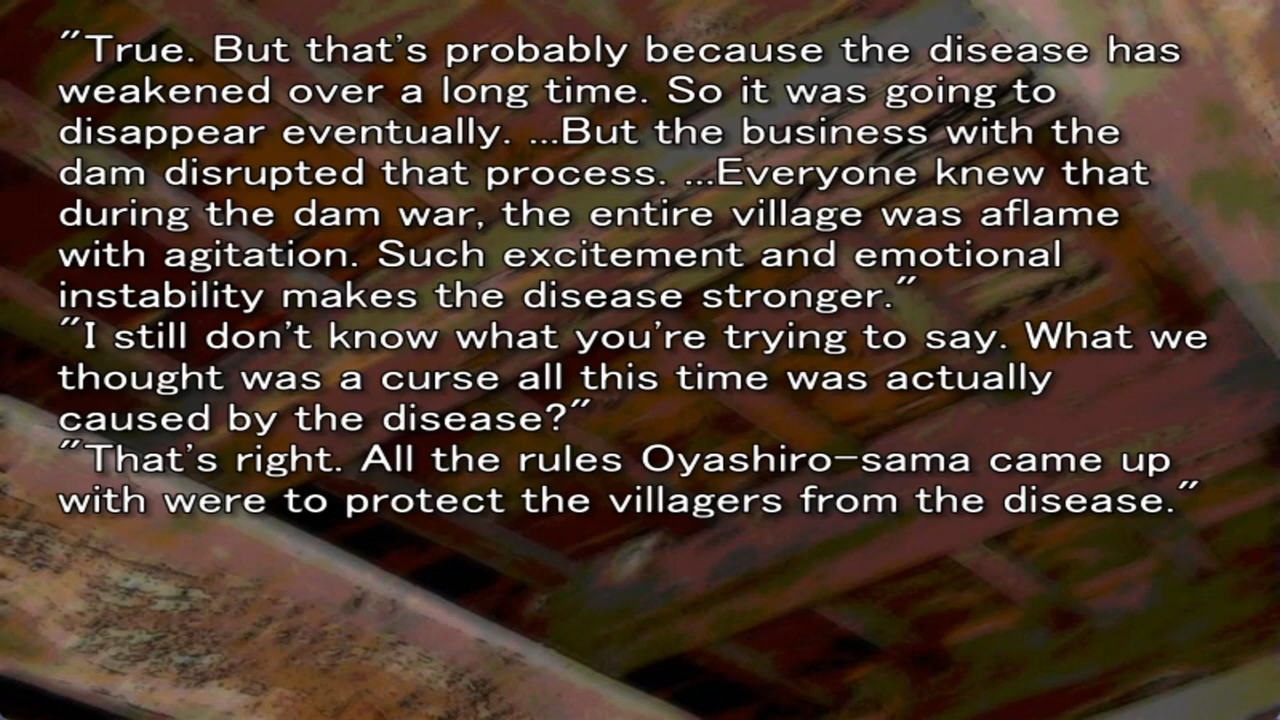 "True. But that's probably because the disease has
weakened over a long time. So it was going to
disappear eventually. ...But the business with the
dam disrupted that process. ...Everyone knew that
during the dam war, the entire village was aflame
with agitation. Such excitement and emotional
instability makes the disease stronger."
"I still don't know what you're trying to say. What we
thought was a curse all this time was actually
caused by the disease?"
"That's right. All the rules Oyashiro-sama came up
with were to protect the villagers from the disease."